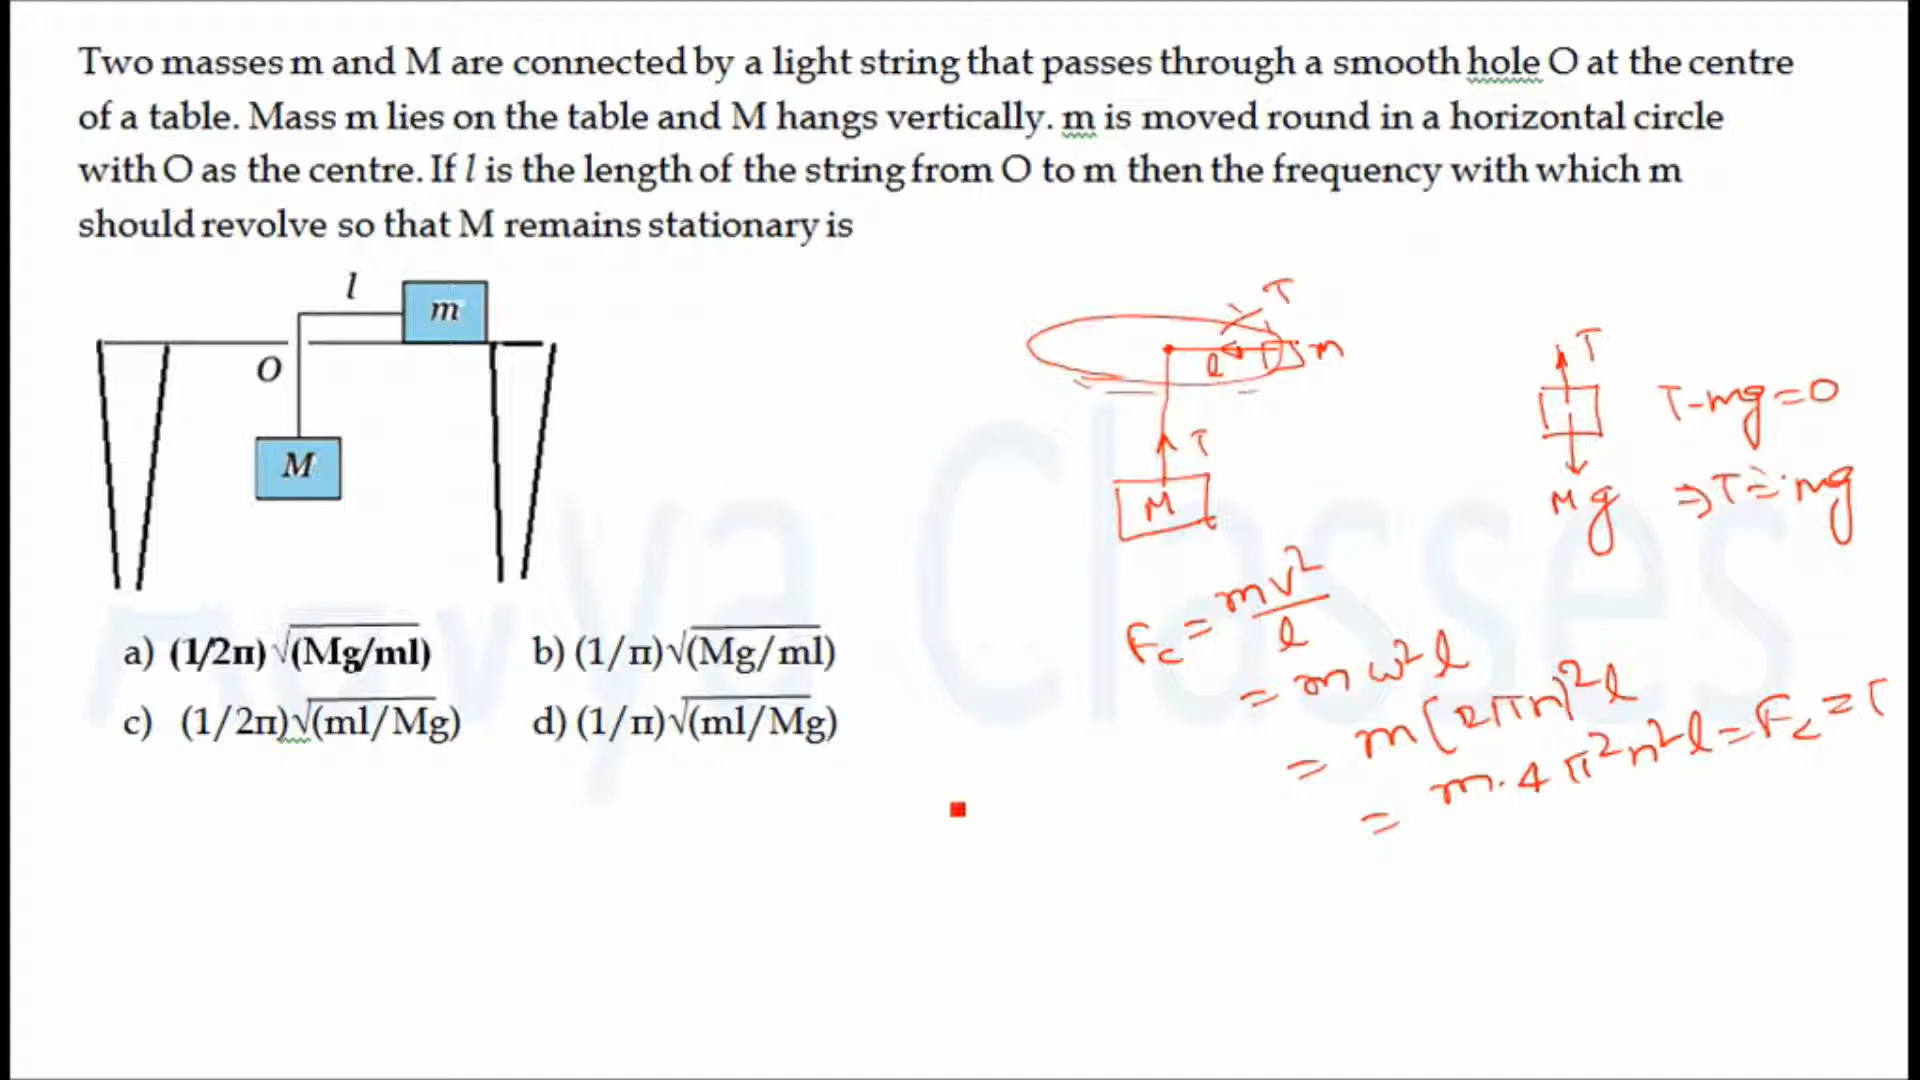 Two masses m and M are connected by a light string that passes through a smooth hole O at the centre
of a table. Mass m lies on the table and M hangs vertically. m is moved round in a horizontal circle
with O as the centre. If l is the length of the string from O to m then the frequency with which m
should revolve so that M remains stationary is
l
m
O
M
a) (1/2π) √(Mg/ml)
b) (1/π)√(Mg/ml)
c) (1/2π)√(ml/Mg)
d) (1/π)√(ml/Mg)
T
l
m
T
M
T
Mg
T-mg=0
⇒T=mg
Fc = mv²/l
= mω²l
= m(2πn)²l
= m.4π²n²l=Fc=T
Navya Classes